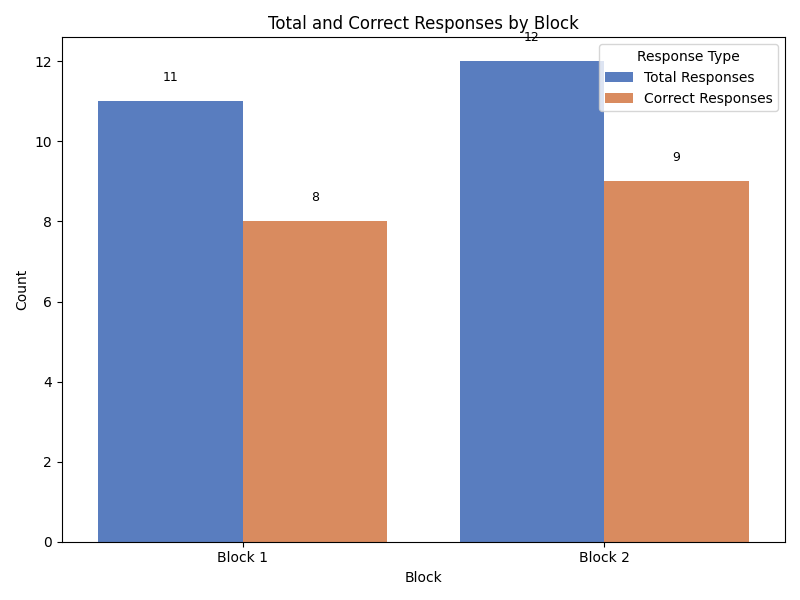 Total and Correct Responses by Block
12
Response Type
Total Responses
Correct Responses
11
9
8
12
10
8
6
4
2
0
Count
Block 1
Block 2
Block